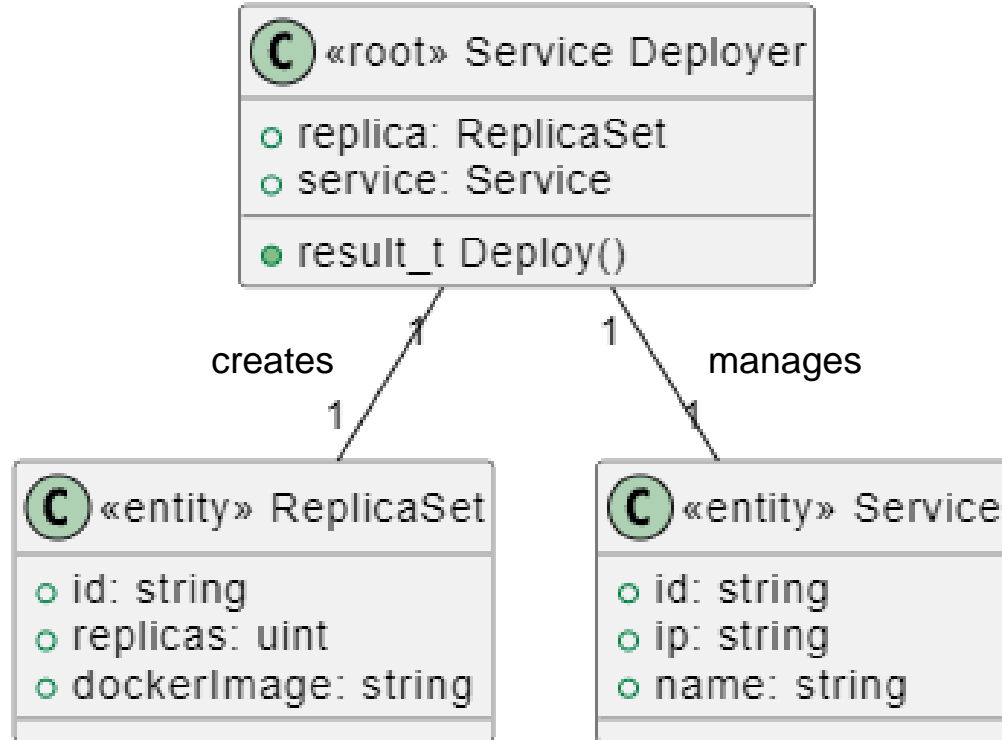 C «root» Service Deployer
replica: ReplicaSet
service: Service
result_t Deploy()
1 1
creates manages
1 1
C «entity» ReplicaSet
id: string
replicas: uint
dockerImage: string
C «entity» Service
id: string
ip: string
name: string